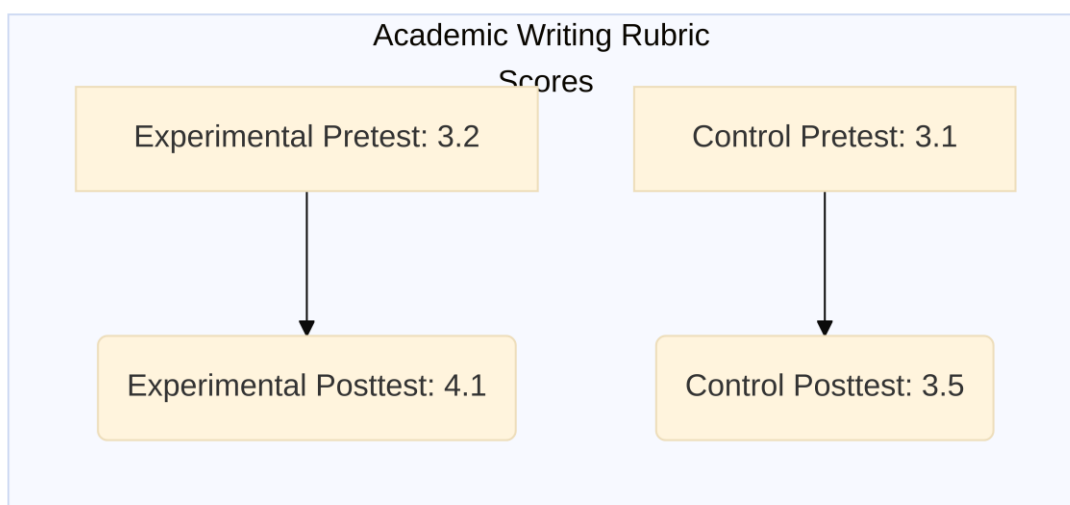 Academic Writing Rubric
Scores
Experimental Pretest: 3.2
Control Pretest: 3.1
Experimental Posttest: 4.1
Control Posttest: 3.5